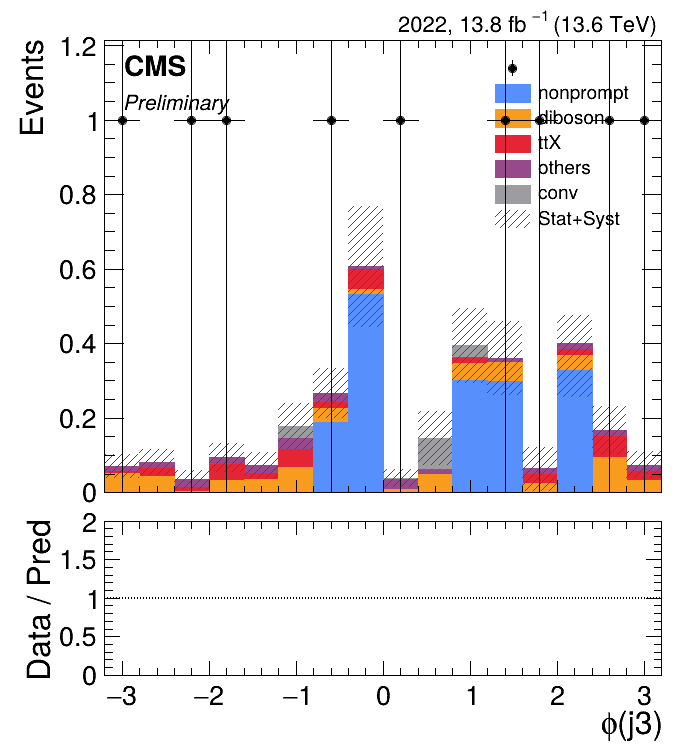 2022, 13.8 fb⁻¹ (13.6 TeV)
Events
1.2
1
0.8
0.6
0.4
0.2
0
CMS
Preliminary
nonprompt
diboson
ttX
others
conv
Stat+Syst
Data / Pred
2
1.5
1
0.5
0
−3 −2 −1 0 1 2 3
ϕ(j3)